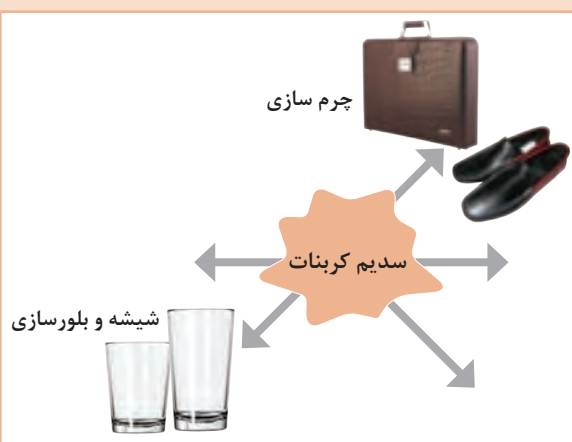 چرم سازی
سدیم کربنات
شیشه و بلورسازی